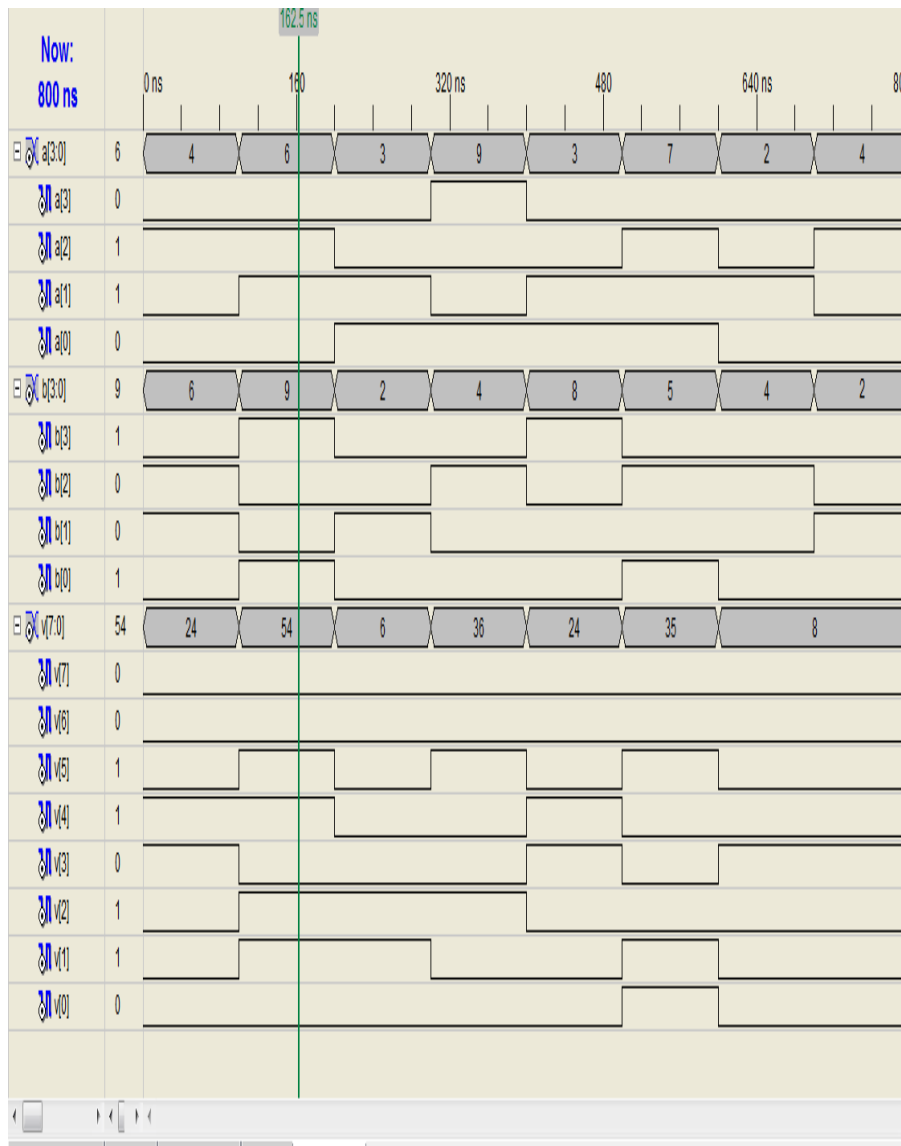 162.5 ns
Now:
800 ns
0 ns 160 320 ns 480 640 ns 80
a[3:0] 6 4 6 3 9 3 7 2 4
a[3] 0
a[2] 1
a[1] 1
a[0] 0
b[3:0] 9 6 9 2 4 8 5 4 2
b[3] 1
b[2] 0
b[1] 0
b[0] 1
v[7:0] 54 24 54 6 36 24 35 8
v[7] 0
v[6] 0
v[5] 1
v[4] 1
v[3] 0
v[2] 1
v[1] 1
v[0] 0